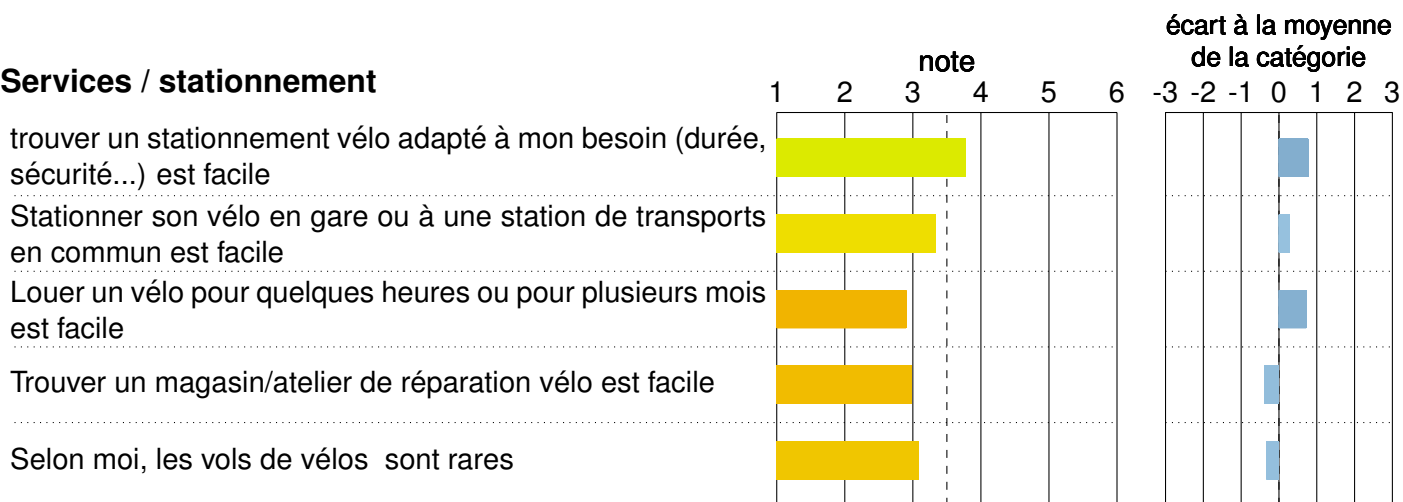 écart à la moyenne
note de la catégorie
Services / stationnement
1 2 3 4 5 6 -3 -2 -1 0 1 2 3
trouver un stationnement vélo adapté à mon besoin (durée,
sécurité...) est facile
Stationner son vélo en gare ou à une station de transports
en commun est facile
Louer un vélo pour quelques heures ou pour plusieurs mois
est facile
Trouver un magasin/atelier de réparation vélo est facile
Selon moi, les vols de vélos sont rares